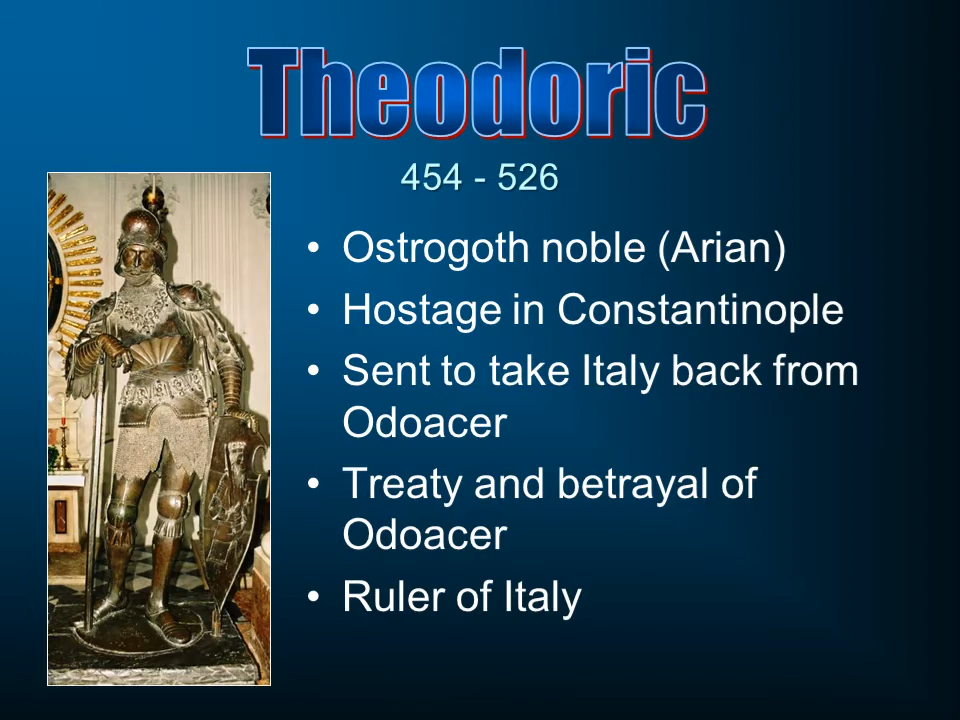 Theodoric
454 - 526
• Ostrogoth noble (Arian)
• Hostage in Constantinople
• Sent to take Italy back from
Odoacer
• Treaty and betrayal of
Odoacer
• Ruler of Italy